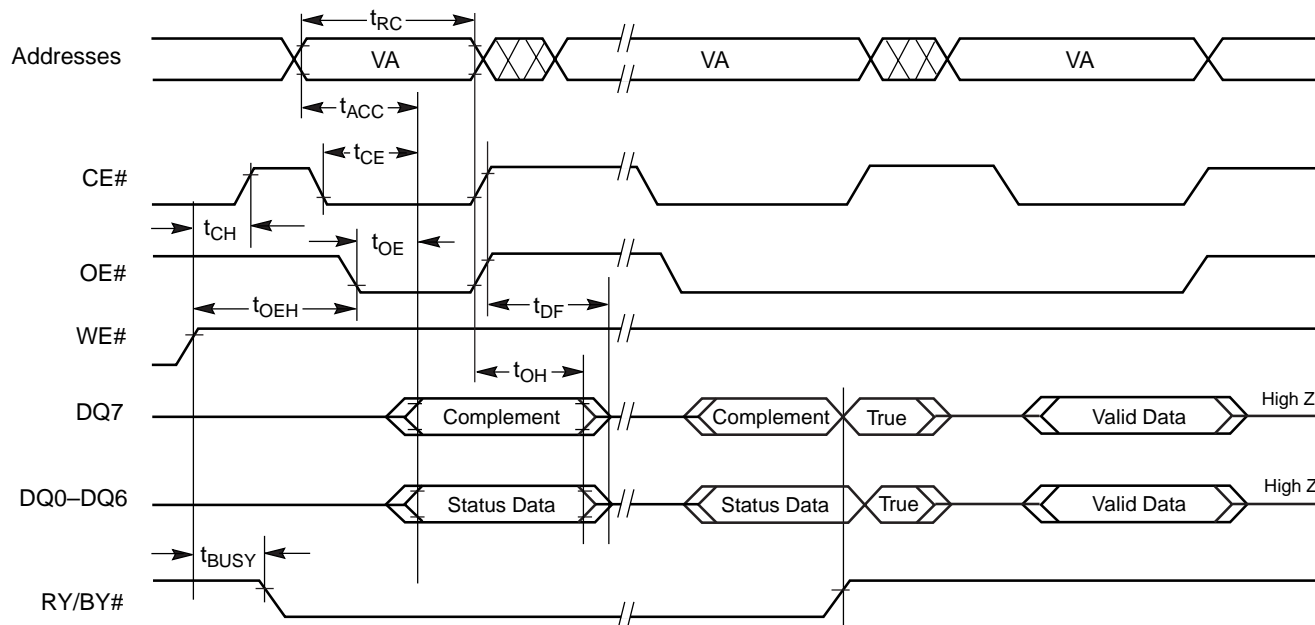 tRC
Addresses VA VA VA
tACC
tCE
CE#
tCH tOE
OE#
tOEH tDF
WE#
tOH
DQ7 Complement Complement True Valid Data High Z
DQ0–DQ6 Status Data Status Data True Valid Data High Z
tBUSY
RY/BY#